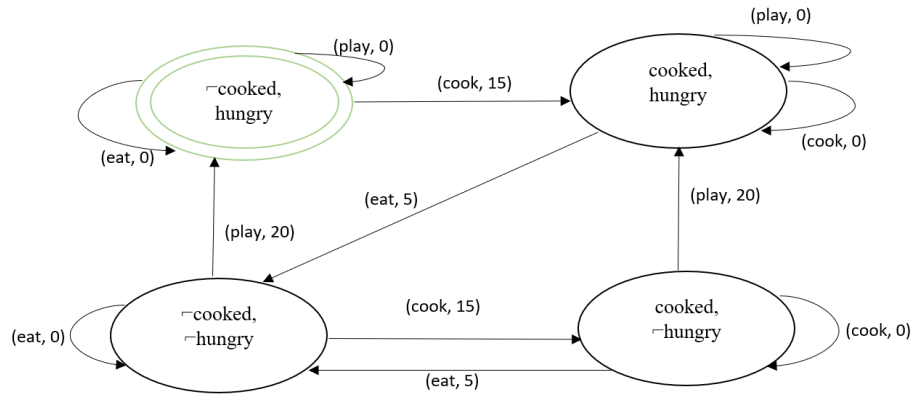 (play, 0)
(play, 0)
¬cooked,
hungry
(cook, 15)
cooked,
hungry
(eat, 0)
(cook, 0)
(eat, 5)
(play, 20)
(play, 20)
¬cooked,
¬hungry
(cook, 15)
cooked,
¬hungry
(eat, 0)
(cook, 0)
(eat, 5)